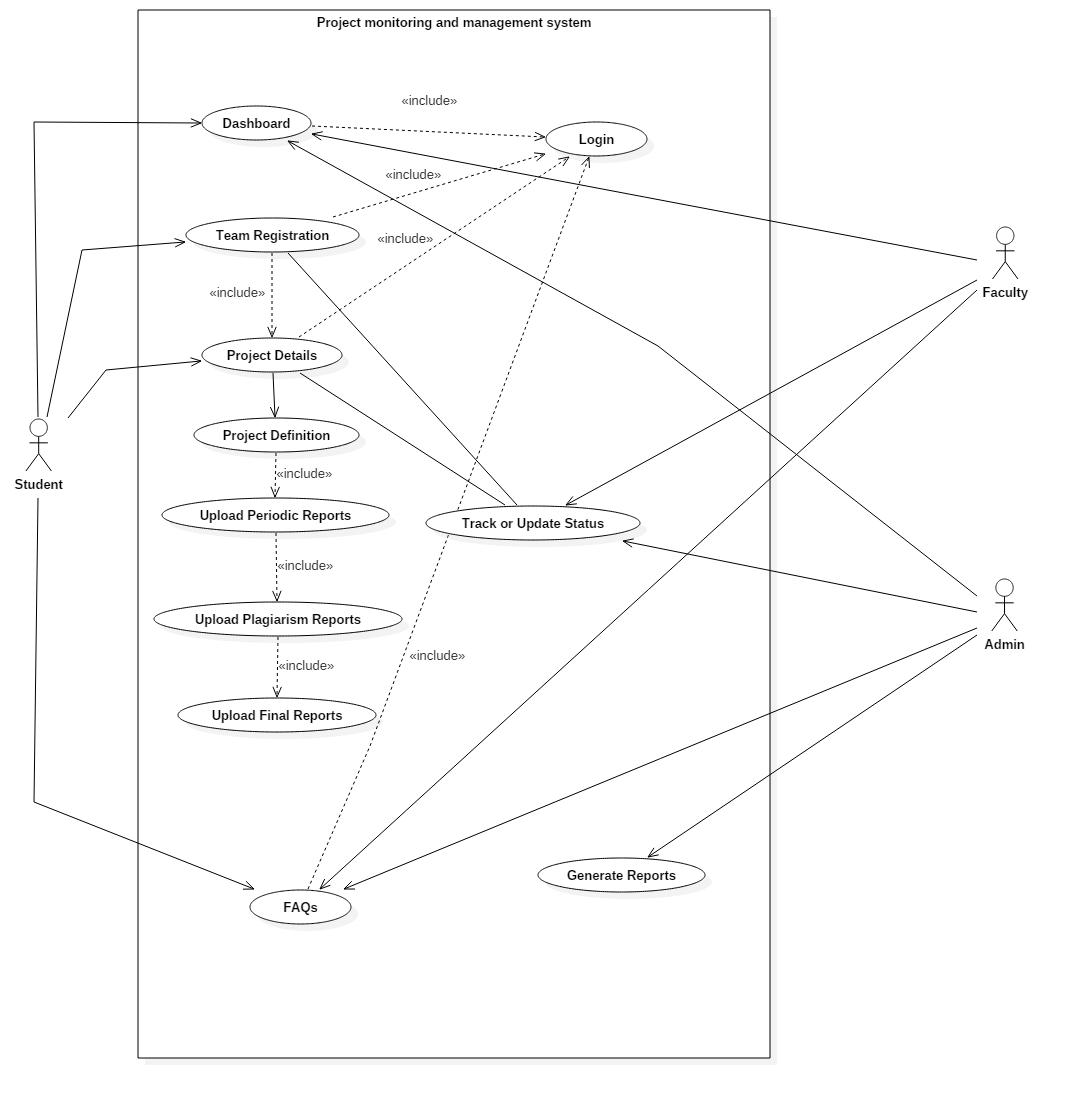 Project monitoring and management system
«include»
Dashboard
Login
«include»
Team Registration
«include»
«include»
Faculty
Project Details
Project Definition
«include»
Student
Upload Periodic Reports
Track or Update Status
«include»
Upload Plagiarism Reports
Admin
«include»
«include»
Upload Final Reports
Generate Reports
FAQs